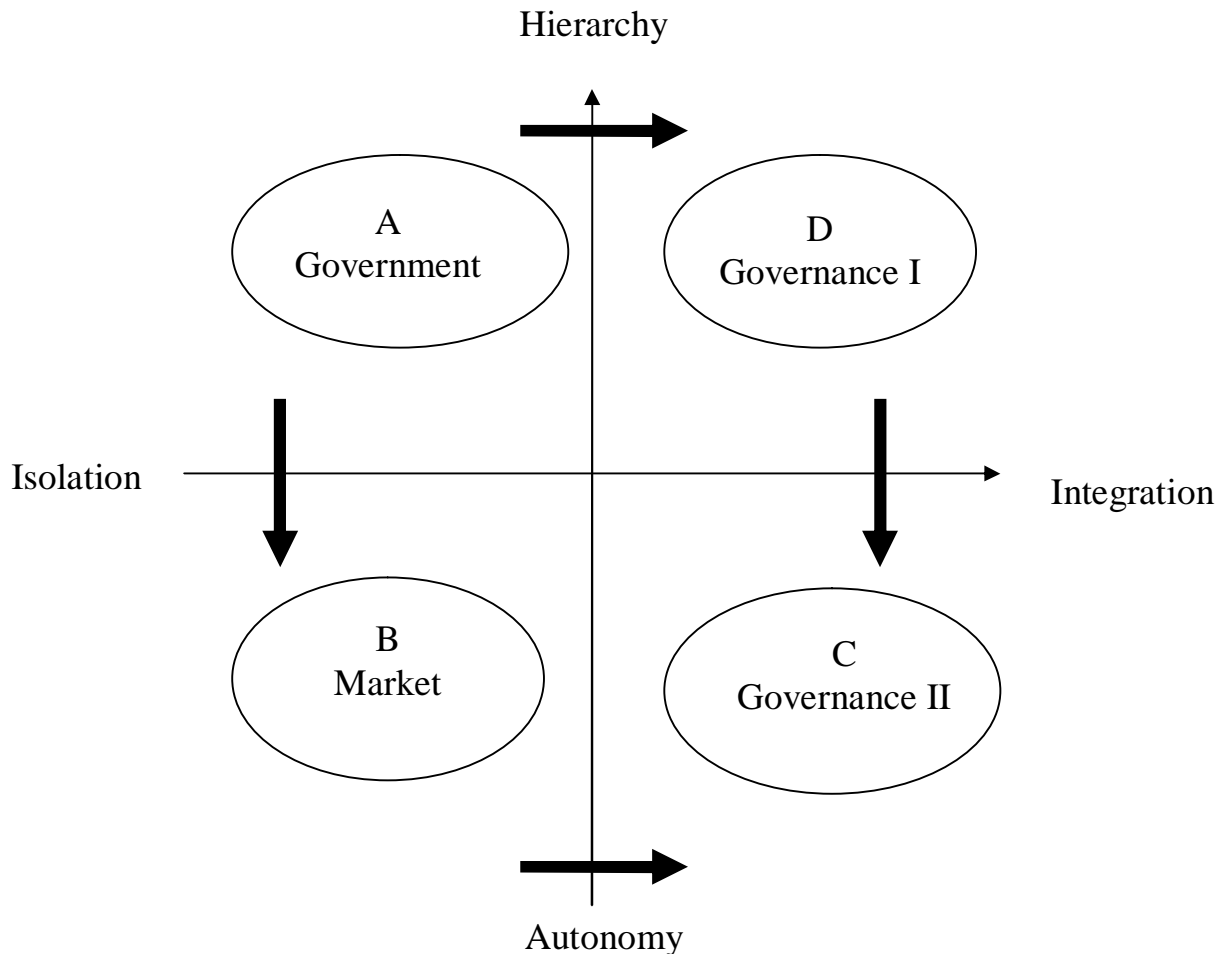 Hierarchy
A
Government
D
Governance I
Isolation
Integration
B
Market
C
Governance II
Autonomy